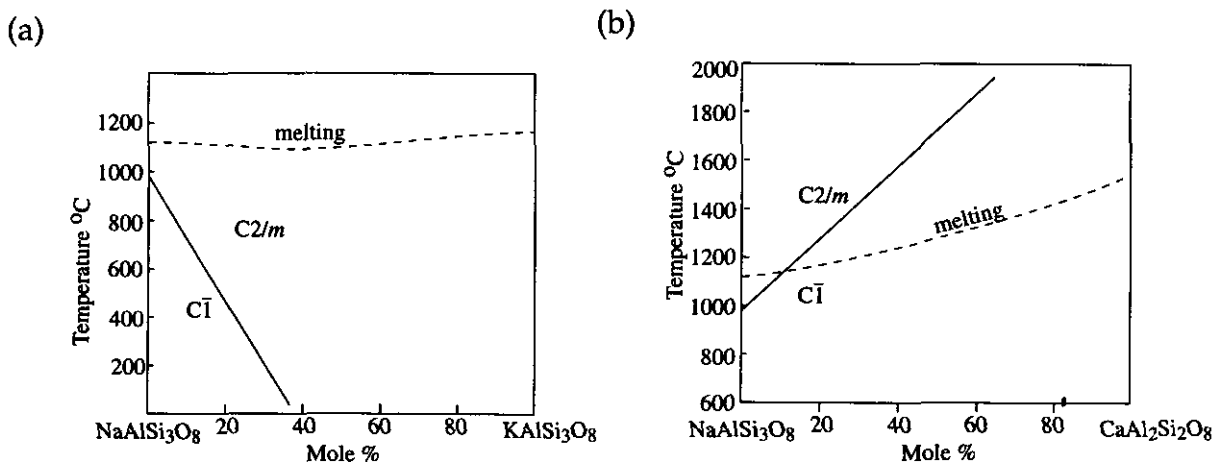 (a)
1200
1000
800
600
400
200
Temperature °C
melting
C2/m
C1̄
NaAlSi₃O₈ 20 40 60 80 KAlSi₃O₈
Mole %
(b)
2000
1800
1600
1400
1200
1000
800
600
Temperature °C
C2/m
melting
C1̄
NaAlSi₃O₈ 20 40 60 80 CaAl₂Si₂O₈
Mole %